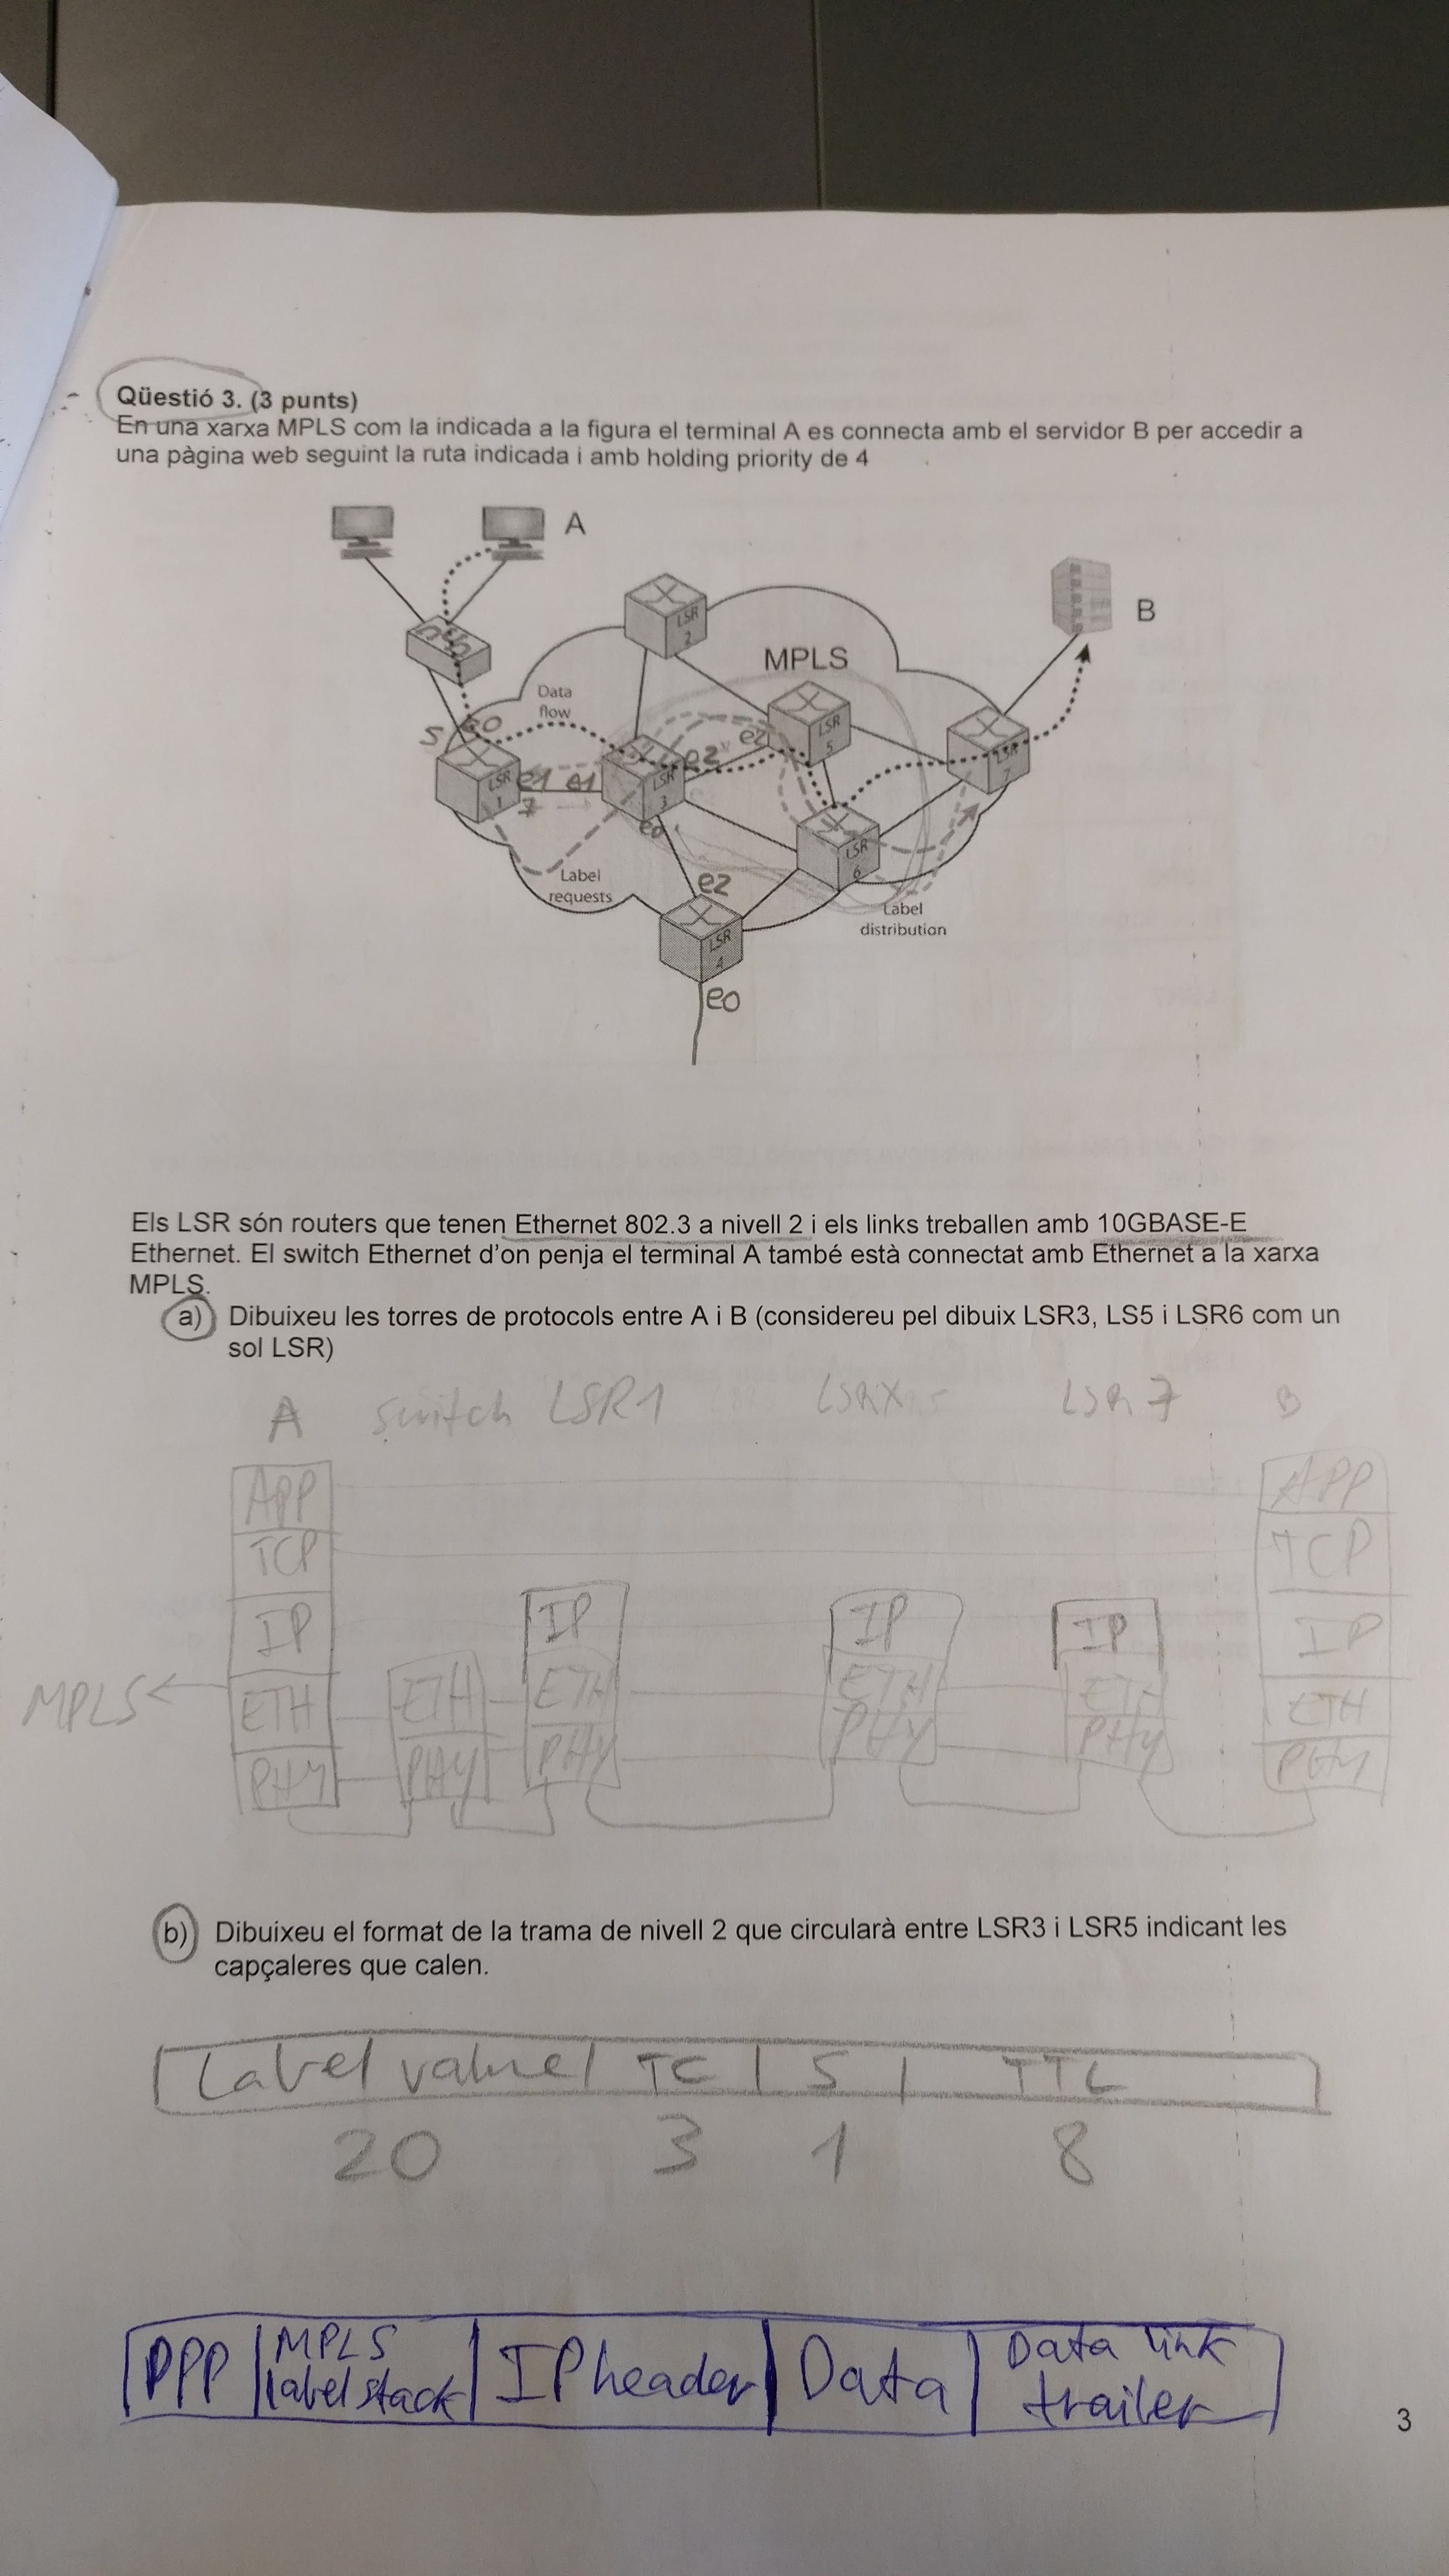 Qüestió 3. (3 punts)
En una xarxa MPLS com la indicada a la figura el terminal A es connecta amb el servidor B per accedir a
una pàgina web seguint la ruta indicada i amb holding priority de 4
A
B
LSR 2
MPLS
Data flow
LSR 5
LSR 7
S
e0
LSR 1
e1 e1
7
LSR 3
e2
e2
e0
LSR 6
Label requests
e2
Label distribution
LSR 4
e0
Els LSR són routers que tenen Ethernet 802.3 a nivell 2 i els links treballen amb 10GBASE-E
Ethernet. El switch Ethernet d'on penja el terminal A també està connectat amb Ethernet a la xarxa
MPLS.
a) Dibuixeu les torres de protocols entre A i B (considereu pel dibuix LSR3, LS5 i LSR6 com un
sol LSR)
A switch LSR1 LSRX LSR 7 B
APP APP
TCP TCP
IP IP IP IP IP
MPLS
ETH ETH ETH ETH ETH ETH
PHY PHY PHY PHY PHY PHY
b) Dibuixeu el format de la trama de nivell 2 que circularà entre LSR3 i LSR5 indicant les
capçaleres que calen.
Label value TC S TTL
20 3 1 8
PPP MPLS label stack IP header Data Data link trailer
3